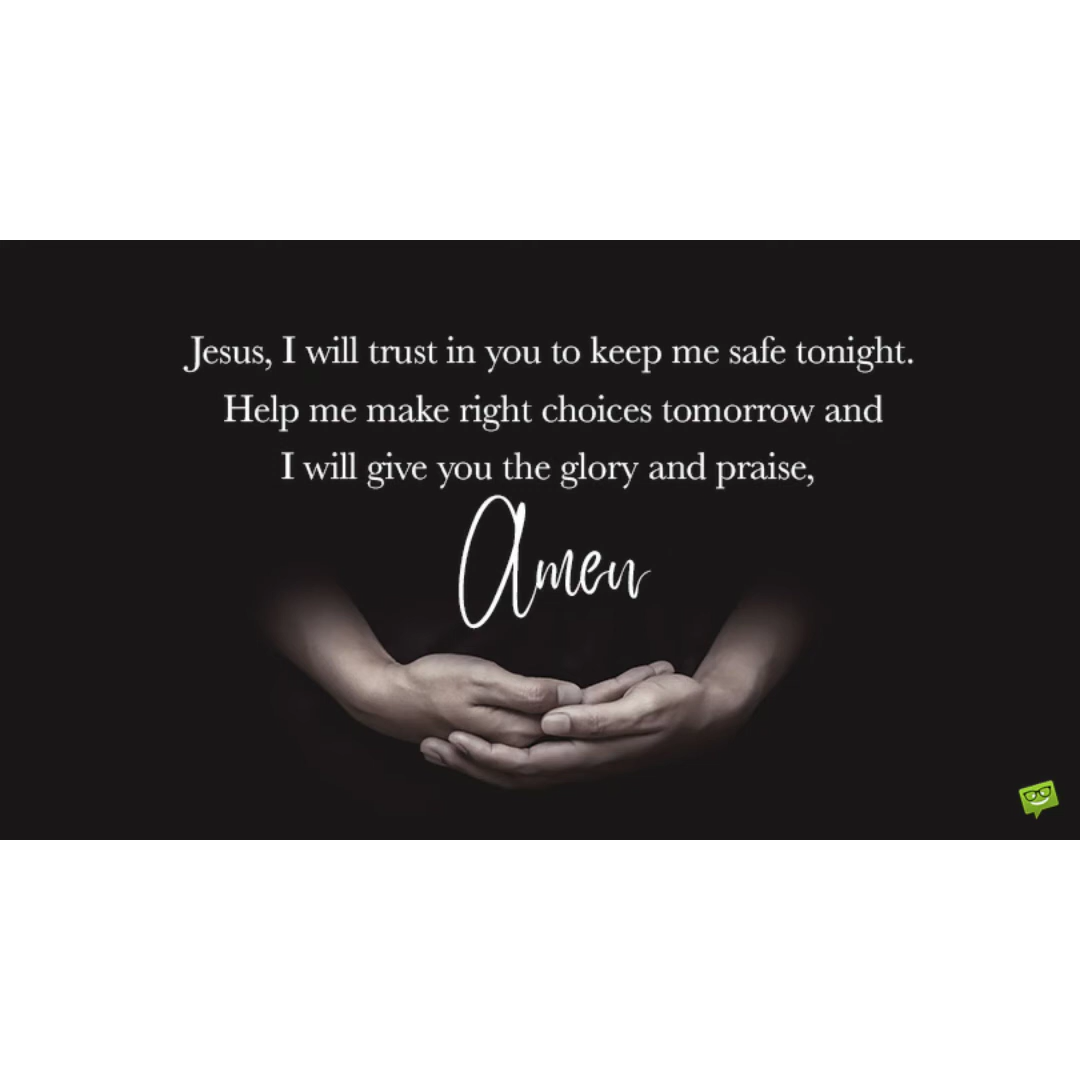 Jesus, I will trust in you to keep me safe tonight.
Help me make right choices tomorrow and
I will give you the glory and praise,
Amen